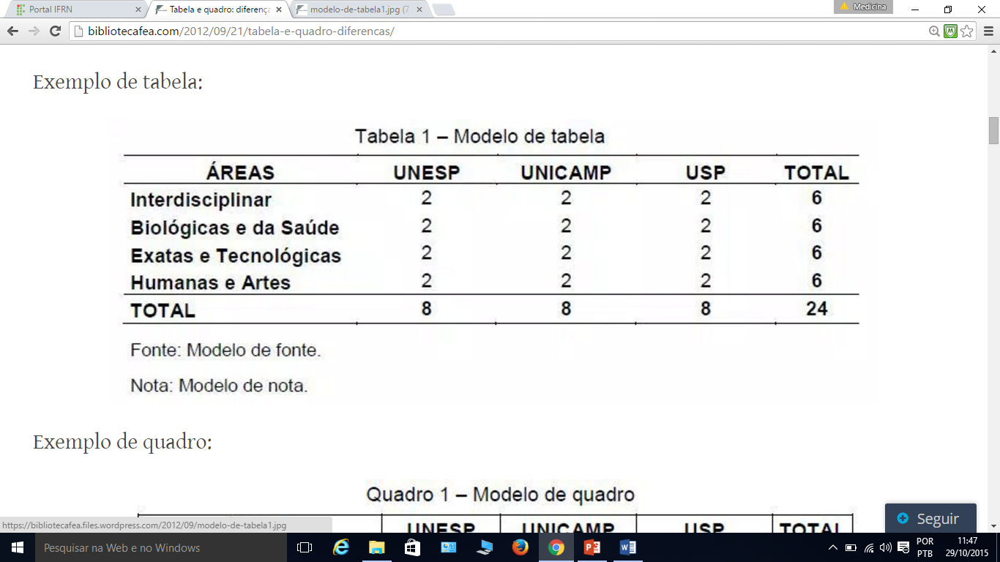 Portal IFRN
Tabela e quadro: diferença
modelo-de-tabela1.jpg (7
Medicina
bibliotecafea.com/2012/09/21/tabela-e-quadro-diferencas/
Exemplo de tabela:
Tabela 1 – Modelo de tabela
ÁREAS UNESP UNICAMP USP TOTAL
Interdisciplinar 2 2 2 6
Biológicas e da Saúde 2 2 2 6
Exatas e Tecnológicas 2 2 2 6
Humanas e Artes 2 2 2 6
TOTAL 8 8 8 24
Fonte: Modelo de fonte.
Nota: Modelo de nota.
Exemplo de quadro:
Quadro 1 – Modelo de quadro
UNESP UNICAMP USP TOTAL
Seguir
https://bibliotecafea.files.wordpress.com/2012/09/modelo-de-tabela1.jpg
Pesquisar na Web e no Windows
POR
PTB
11:47
29/10/2015